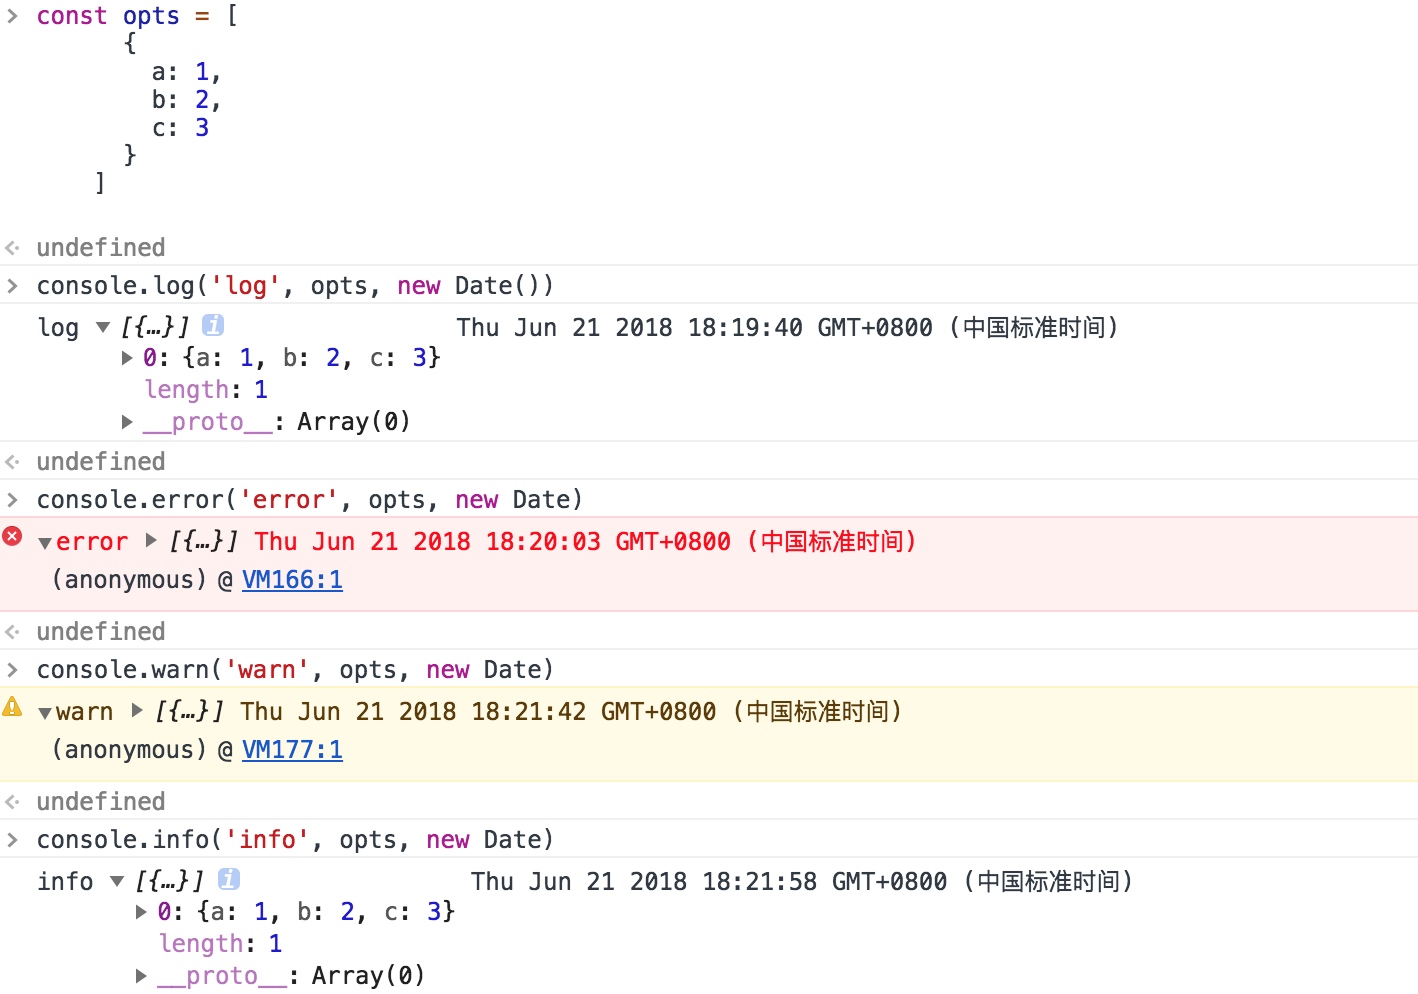 const opts = [
{
a: 1,
b: 2,
c: 3
}
]
undefined
console.log('log', opts, new Date())
log [{…}] i Thu Jun 21 2018 18:19:40 GMT+0800 (中国标准时间)
0: {a: 1, b: 2, c: 3}
length: 1
__proto__: Array(0)
undefined
console.error('error', opts, new Date)
error [{…}] Thu Jun 21 2018 18:20:03 GMT+0800 (中国标准时间)
(anonymous) @ VM166:1
undefined
console.warn('warn', opts, new Date)
warn [{…}] Thu Jun 21 2018 18:21:42 GMT+0800 (中国标准时间)
(anonymous) @ VM177:1
undefined
console.info('info', opts, new Date)
info [{…}] i Thu Jun 21 2018 18:21:58 GMT+0800 (中国标准时间)
0: {a: 1, b: 2, c: 3}
length: 1
__proto__: Array(0)